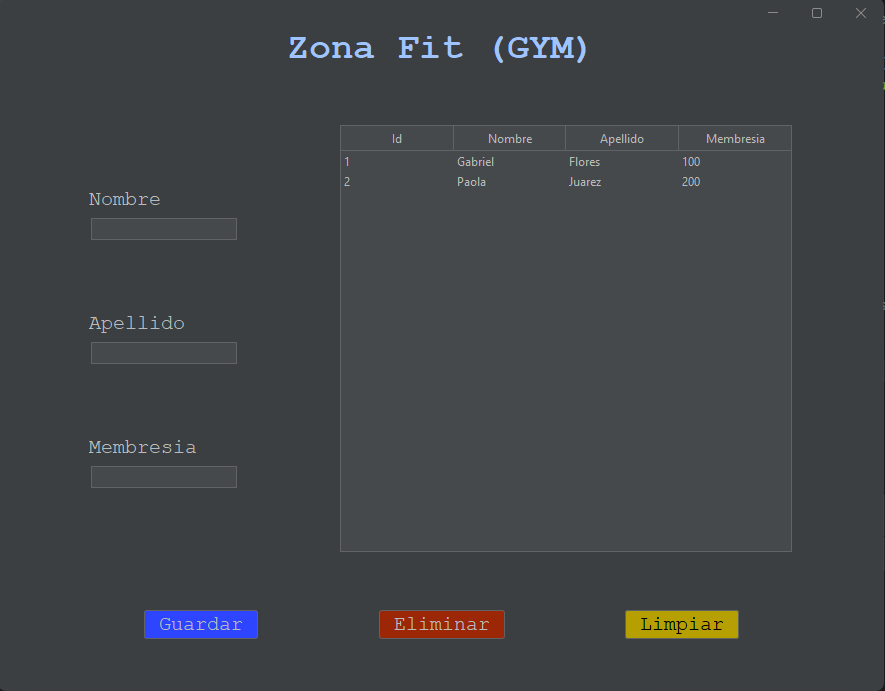 Zona Fit (GYM)
Id Nombre Apellido Membresia
1 Gabriel Flores 100
2 Paola Juarez 200
Nombre
Apellido
Membresia
Guardar Eliminar Limpiar